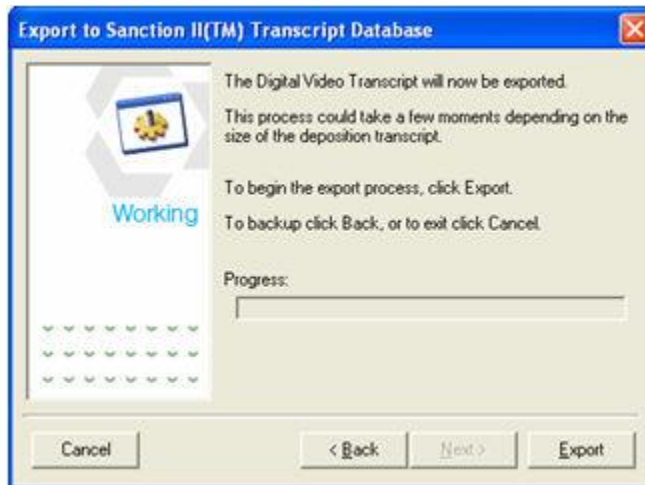 Export to Sanction II(TM) Transcript Database
The Digital Video Transcript will now be exported.
This process could take a few moments depending on the
size of the deposition transcript.
To begin the export process, click Export.
Working
To backup click Back, or to exit click Cancel.
Progress:
Cancel
< Back
Next >
Export